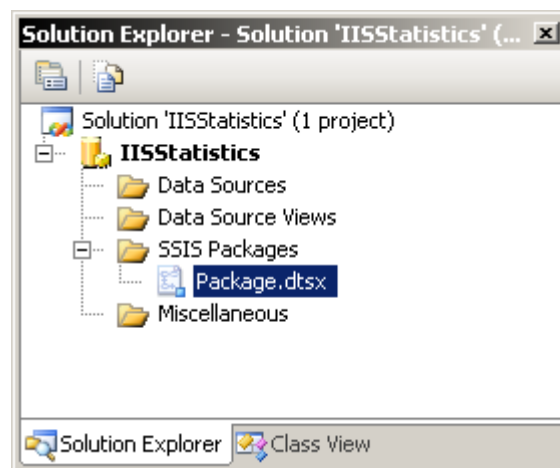 Solution Explorer - Solution 'IISStatistics' (...
Solution 'IISStatistics' (1 project)
IISStatistics
Data Sources
Data Source Views
SSIS Packages
Package.dtsx
Miscellaneous
Solution Explorer Class View